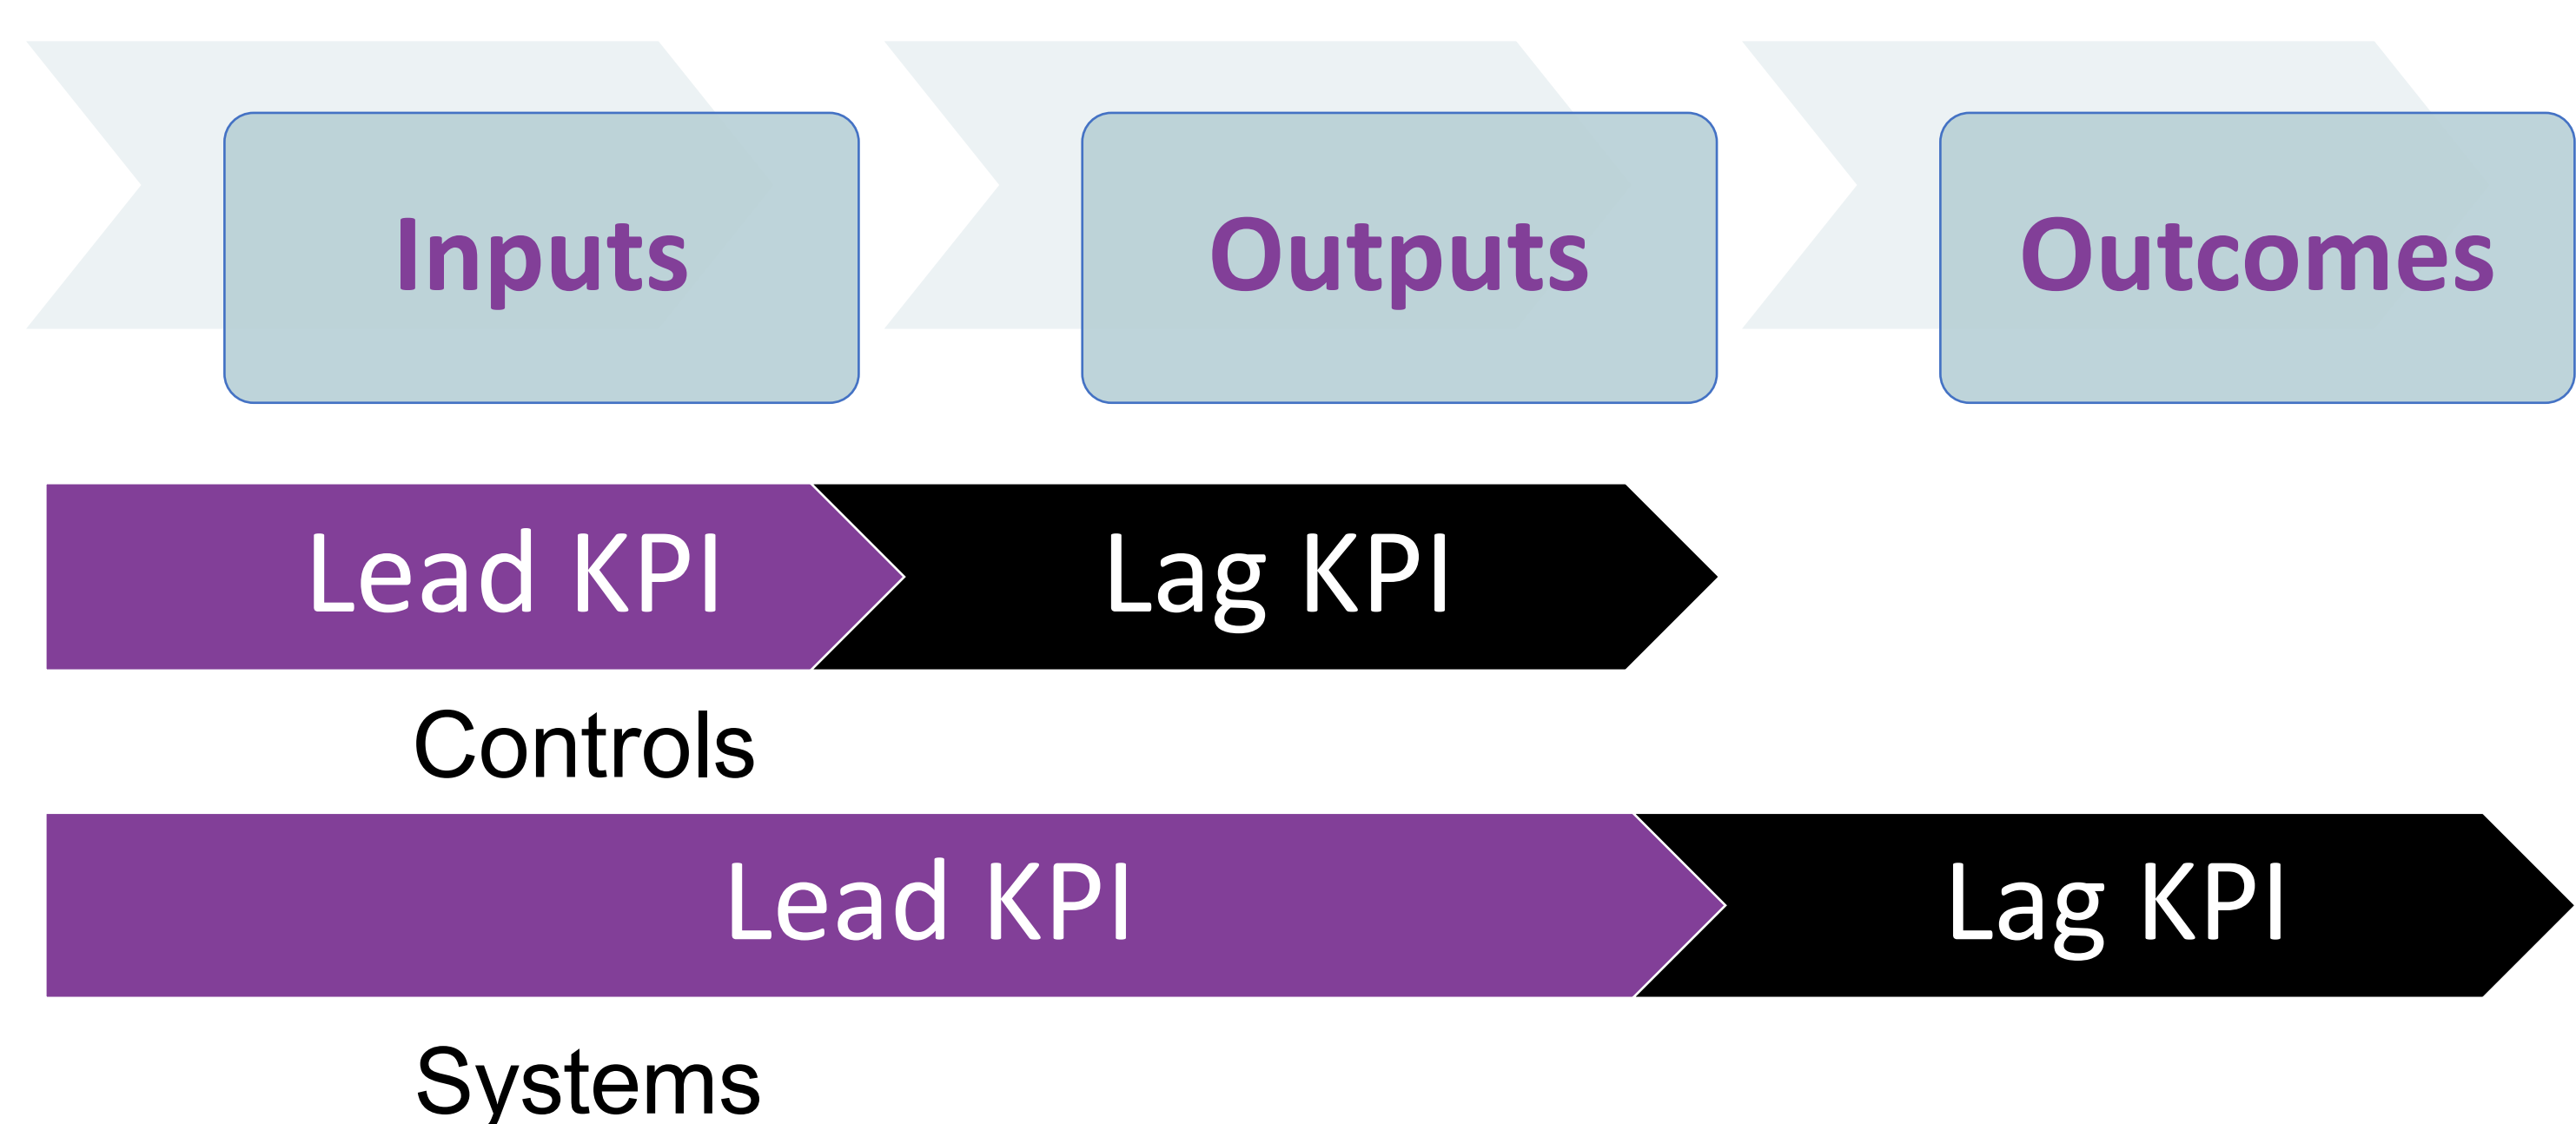 Inputs Outputs Outcomes
Lead KPI Lag KPI
Controls
Lead KPI Lag KPI
Systems